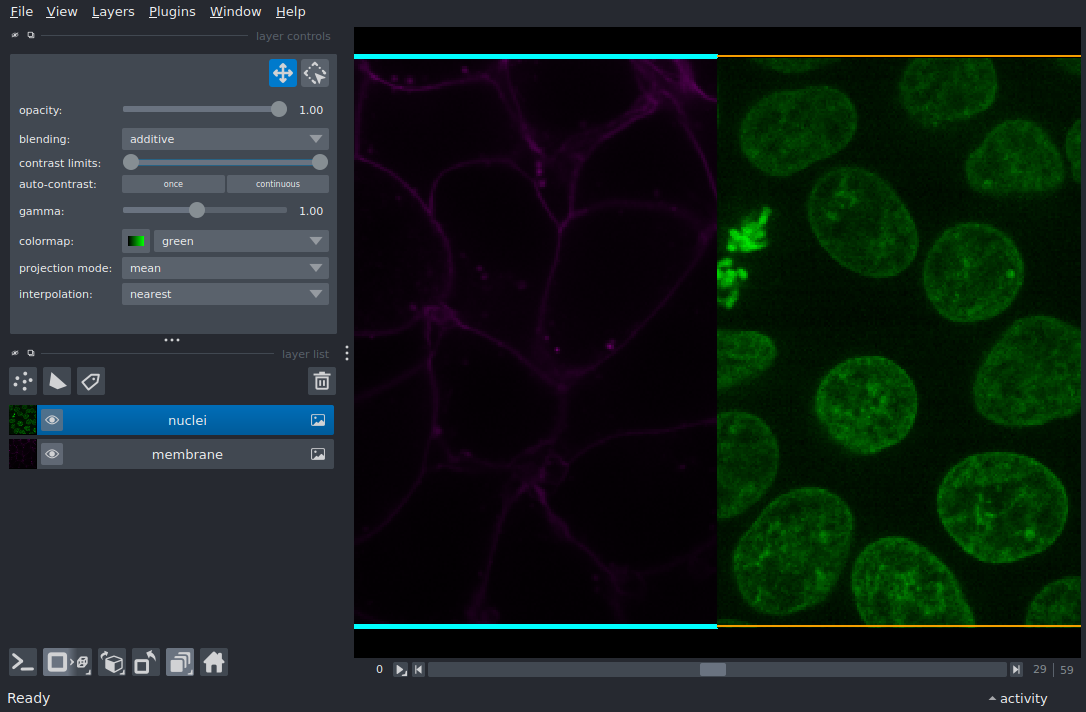 File View Layers Plugins Window Help
layer controls
opacity: 1.00
blending: additive
contrast limits:
auto-contrast: once continuous
gamma: 1.00
colormap: green
projection mode: mean
interpolation: nearest
layer list
nuclei
membrane
0 29 59
Ready activity